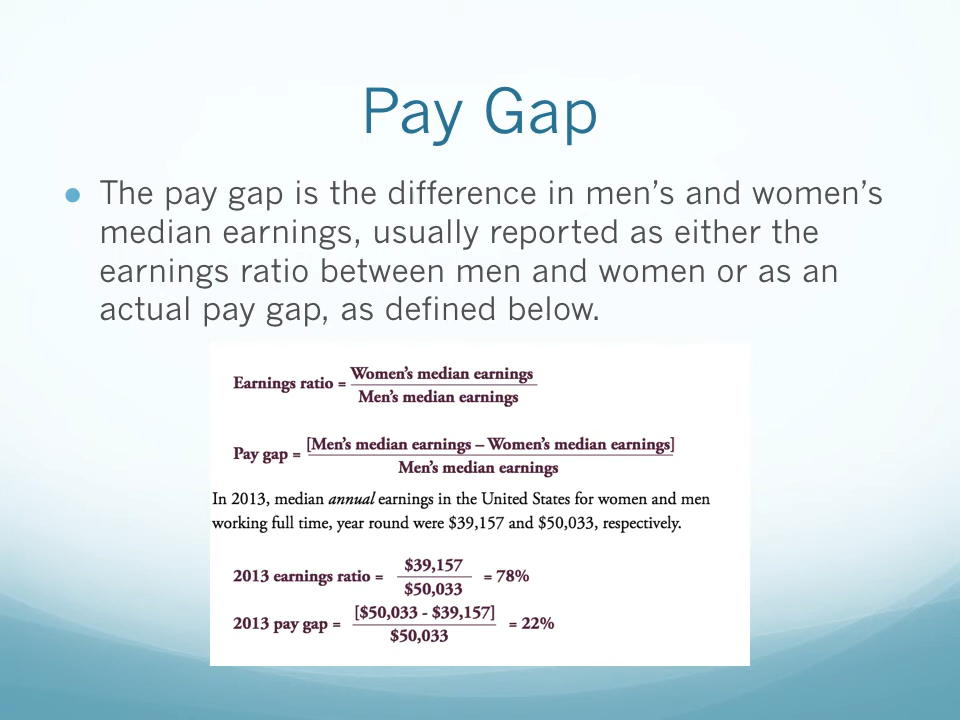 Pay Gap
● The pay gap is the difference in men’s and women’s
median earnings, usually reported as either the
earnings ratio between men and women or as an
actual pay gap, as defined below.
Earnings ratio = Women’s median earnings
Men’s median earnings
Pay gap = [Men’s median earnings – Women’s median earnings]
Men’s median earnings
In 2013, median annual earnings in the United States for women and men
working full time, year round were $39,157 and $50,033, respectively.
2013 earnings ratio = $39,157 = 78%
$50,033
2013 pay gap = [$50,033 - $39,157] = 22%
$50,033